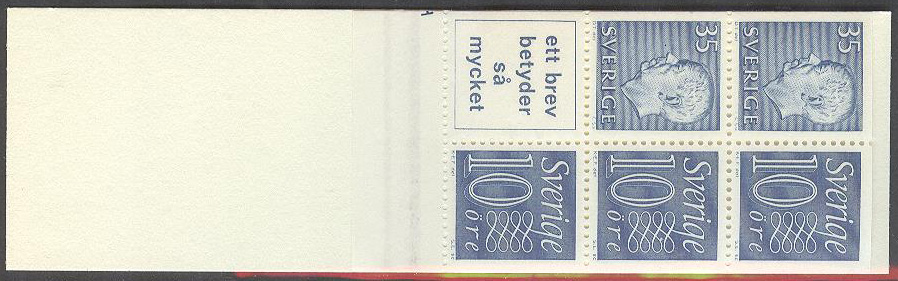 ett brev
betyder
så
mycket
35
SVERIGE
35
SVERIGE
Sverige
10
öre
Sverige
10
öre
Sverige
10
öre